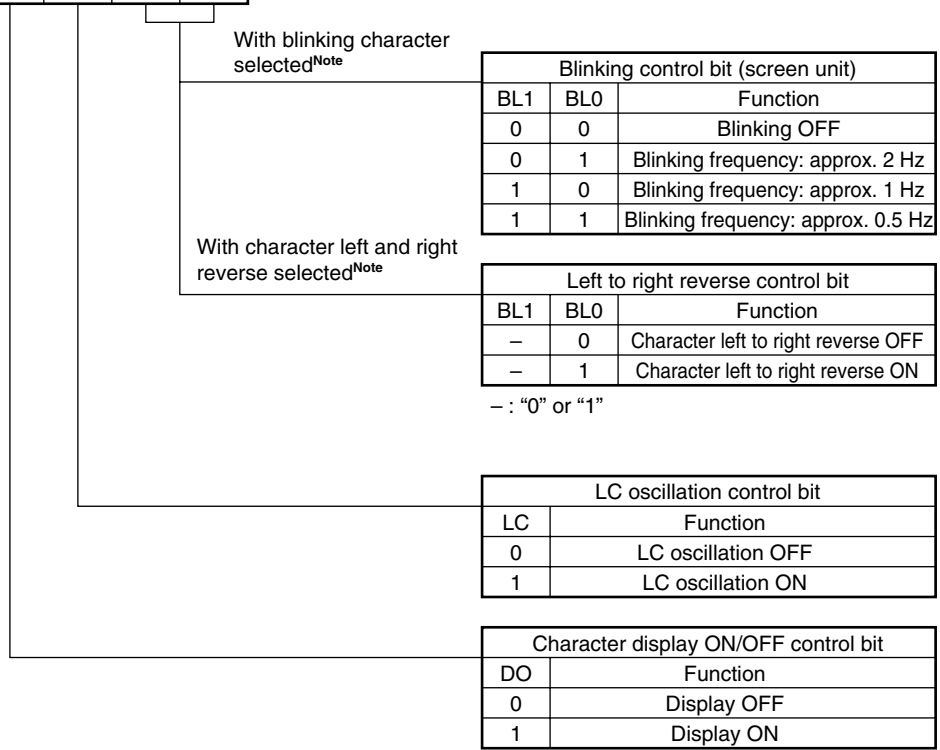 With blinking character
selectedNote
Blinking control bit (screen unit)
BL1 BL0 Function
0 0 Blinking OFF
0 1 Blinking frequency: approx. 2 Hz
1 0 Blinking frequency: approx. 1 Hz
1 1 Blinking frequency: approx. 0.5 Hz
With character left and right
reverse selectedNote
Left to right reverse control bit
BL1 BL0 Function
– 0 Character left to right reverse OFF
– 1 Character left to right reverse ON
– : “0” or “1”
LC oscillation control bit
LC Function
0 LC oscillation OFF
1 LC oscillation ON
Character display ON/OFF control bit
DO Function
0 Display OFF
1 Display ON